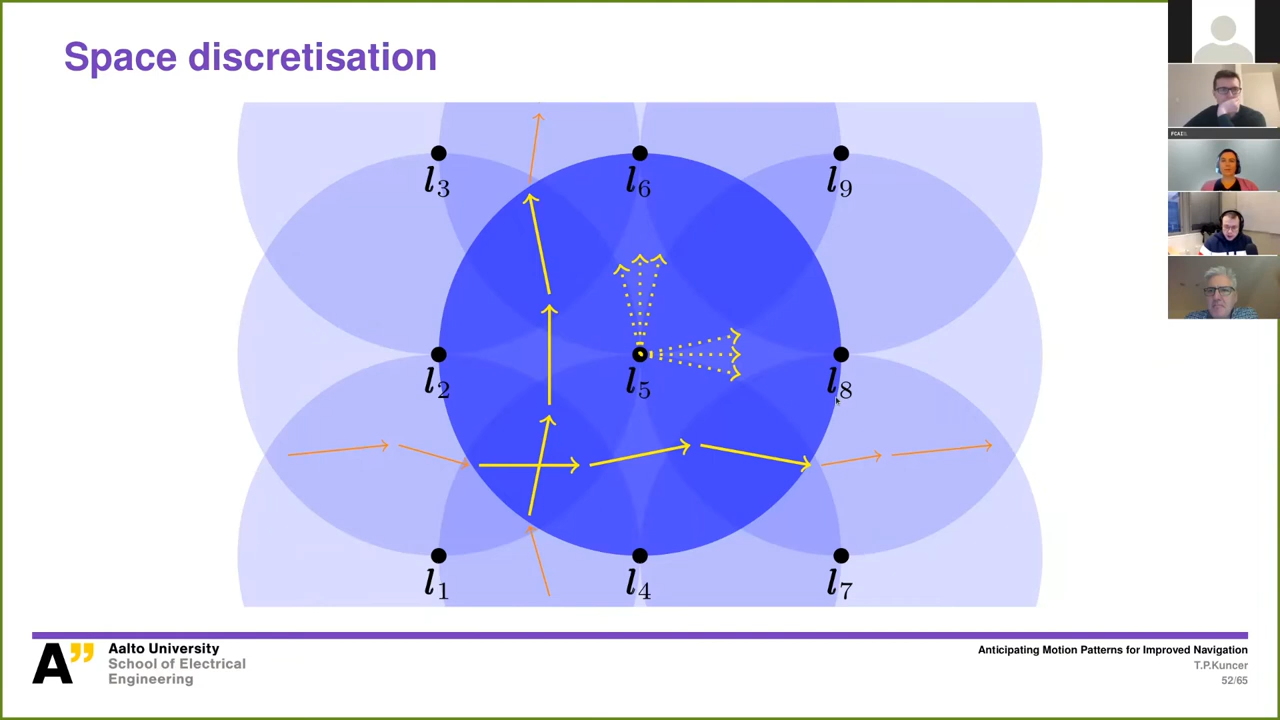 Space discretisation
l3
l6
l9
l2
l5
l8
l1
l4
l7
A”
Aalto University
School of Electrical
Engineering
Anticipating Motion Patterns for Improved Navigation
T.P.Kuncer
52/65